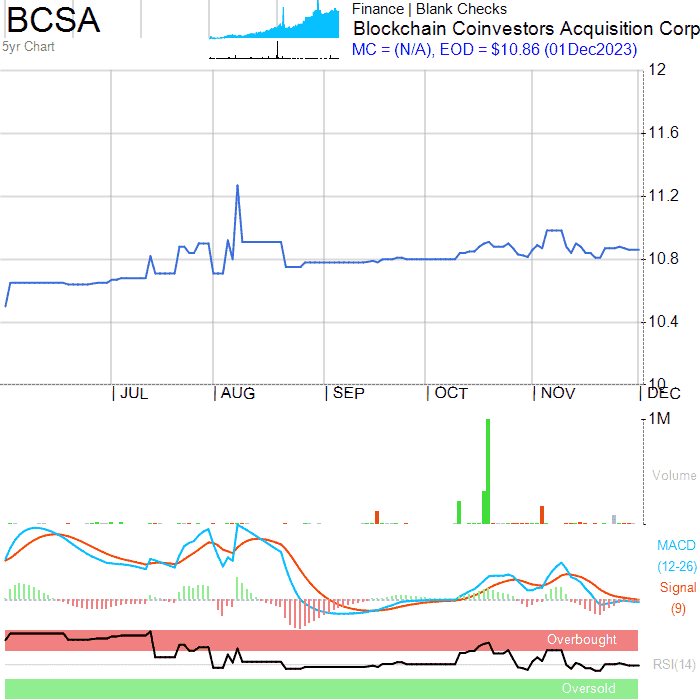 BCSA
5yr Chart
Finance | Blank Checks
Blockchain Coinvestors Acquisition Corp
MC = (N/A), EOD = $10.86 (01Dec2023)
12
11.6
11.2
10.8
10.4
10
JUL
AUG
SEP
OCT
NOV
DEC
1M
Volume
MACD
(12-26)
Signal
(9)
Overbought
RSI(14)
Oversold